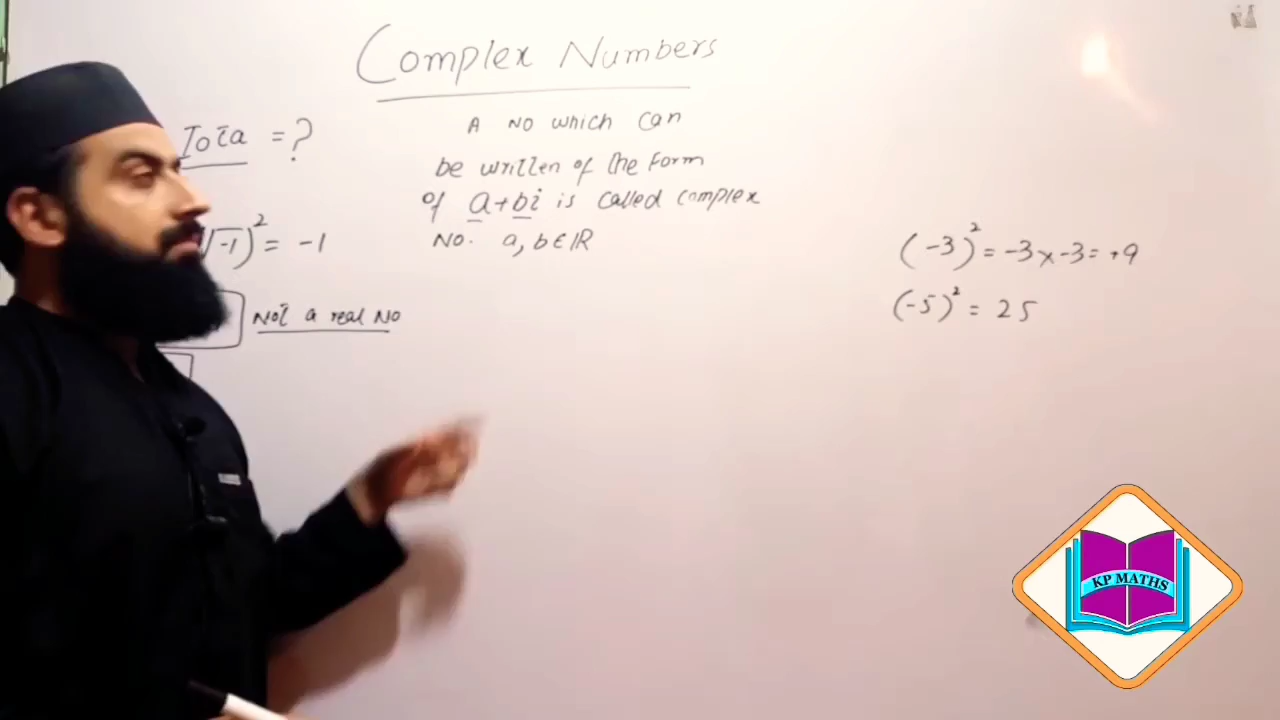 Complex Numbers
Iota = ?
A NO which can
be written of the form
of a+bi is called complex
NO. a, b ∈ ℝ
√-1)² = -1
Not a real NO
(-3)² = -3 x -3 = +9
(-5)² = 25
KP MATHS